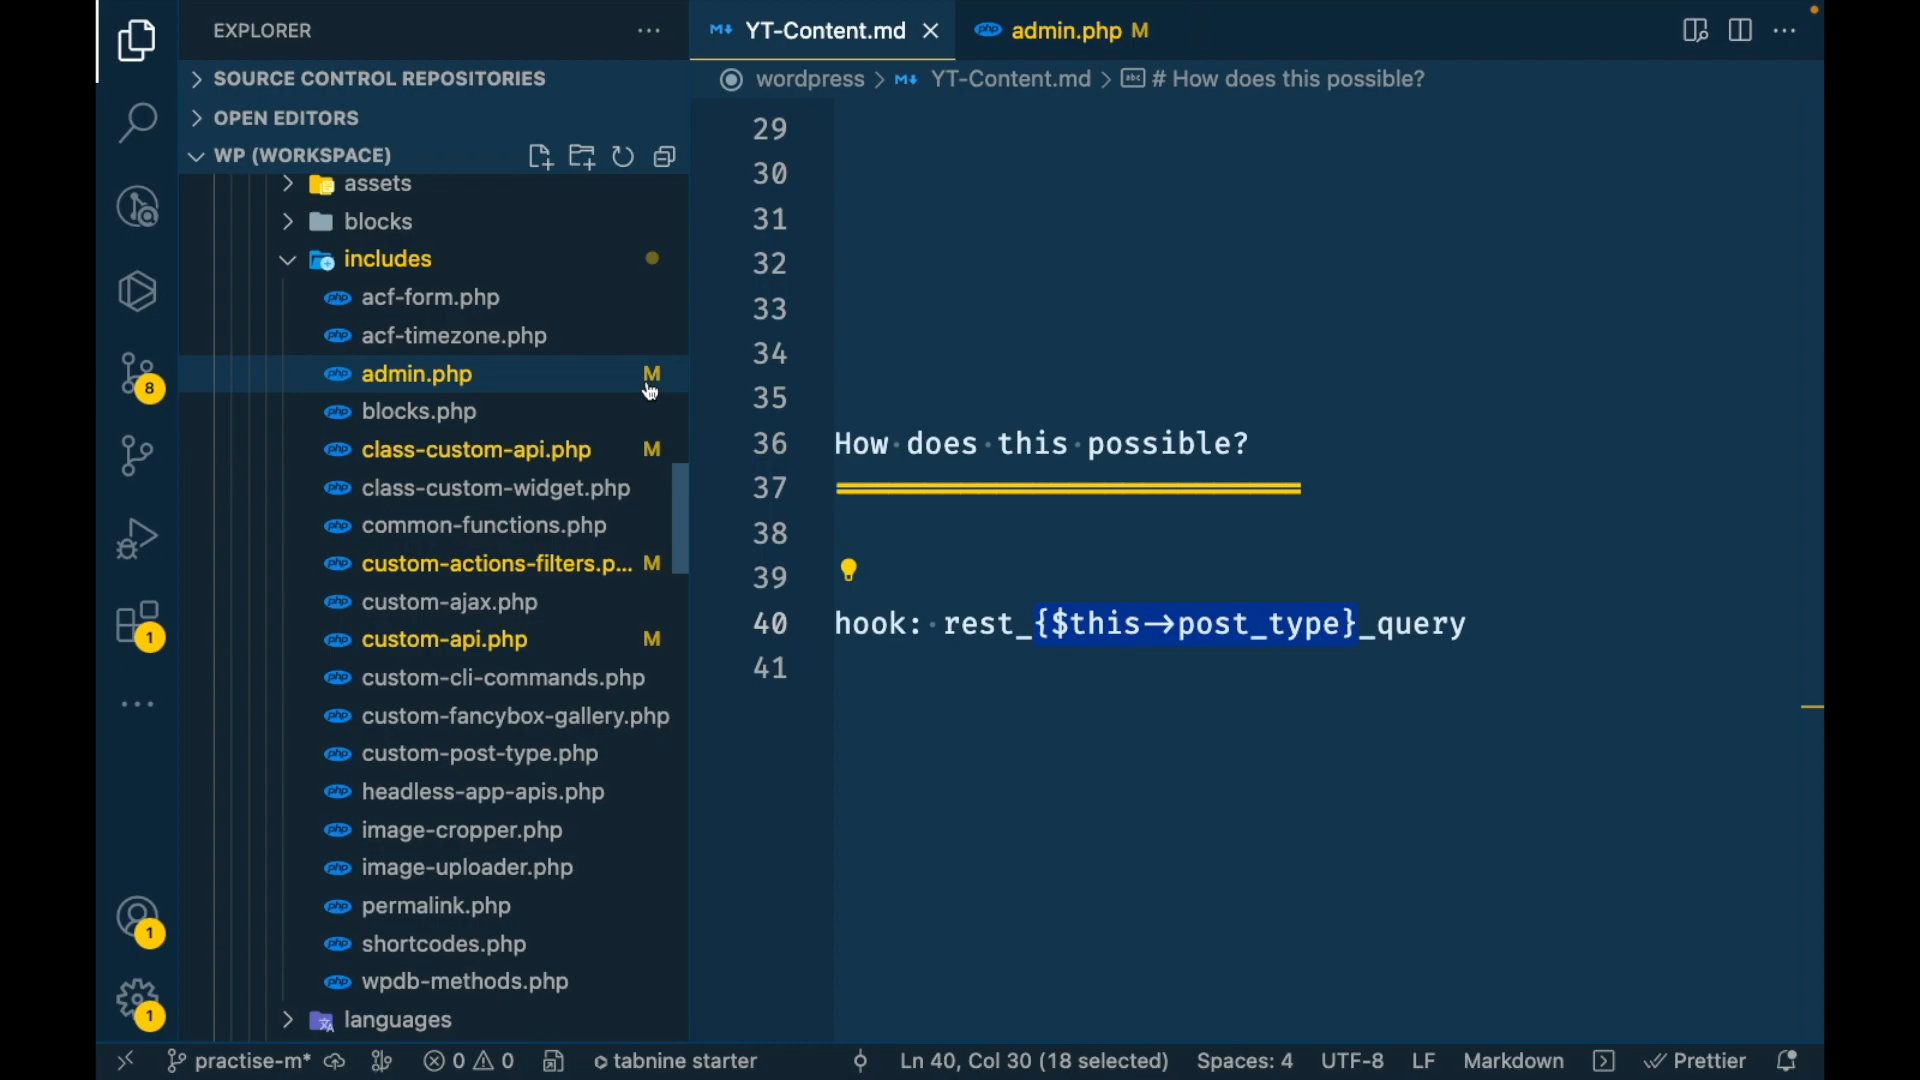 EXPLORER
YT-Content.md
admin.php M
SOURCE CONTROL REPOSITORIES
wordpress > YT-Content.md > # How does this possible?
OPEN EDITORS
WP (WORKSPACE)
assets
blocks
includes
acf-form.php
acf-timezone.php
admin.php M
blocks.php
class-custom-api.php M
class-custom-widget.php
common-functions.php
custom-actions-filters.p... M
custom-ajax.php
custom-api.php M
custom-cli-commands.php
custom-fancybox-gallery.php
custom-post-type.php
headless-app-apis.php
image-cropper.php
image-uploader.php
permalink.php
shortcodes.php
wpdb-methods.php
languages
8
1
1
1
29
30
31
32
33
34
35
36 How·does·this·possible?
37
38
39
40 hook:·rest_{$this→post_type}_query
41
practise-m*
0 0
tabnine starter
Ln 40, Col 30 (18 selected)
Spaces: 4
UTF-8
LF
Markdown
Prettier